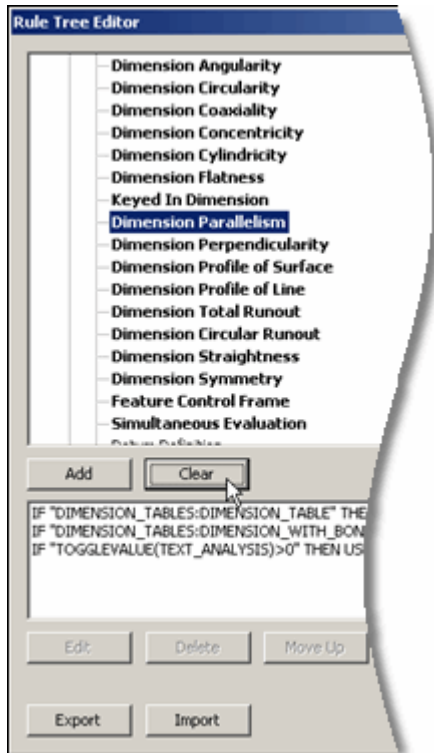 Rule Tree Editor
Dimension Angularity
Dimension Circularity
Dimension Coaxiality
Dimension Concentricity
Dimension Cylindricity
Dimension Flatness
Keyed In Dimension
Dimension Parallelism
Dimension Perpendicularity
Dimension Profile of Surface
Dimension Profile of Line
Dimension Total Runout
Dimension Circular Runout
Dimension Straightness
Dimension Symmetry
Feature Control Frame
Simultaneous Evaluation
Datum Definition
Add Clear
IF "DIMENSION_TABLES:DIMENSION_TABLE" THE
IF "DIMENSION_TABLES:DIMENSION_WITH_BON
IF "TOGGLEVALUE(TEXT_ANALYSIS)>0" THEN US
Edit Delete Move Up
Export Import